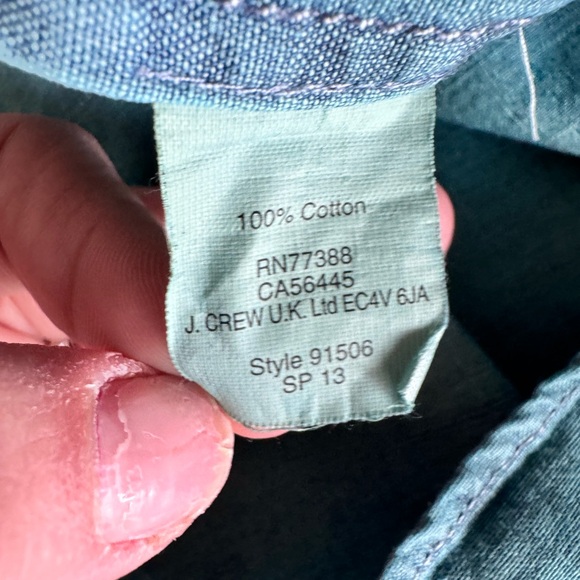 100% Cotton
RN77388
CA56445
J. CREW U.K. Ltd EC4V 6JA
Style 91506
SP 13